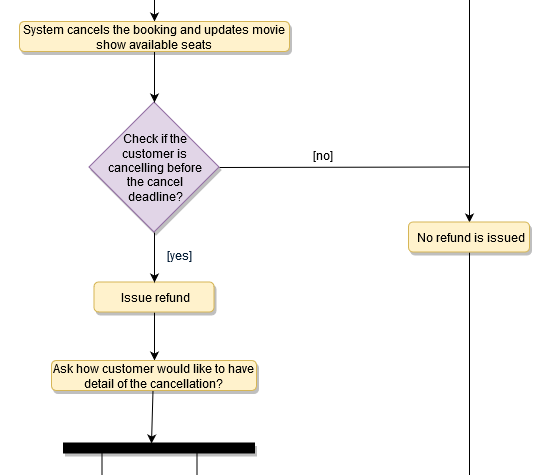 System cancels the booking and updates movie
show available seats
Check if the
customer is
cancelling before
the cancel
deadline?
[no]
No refund is issued
[yes]
Issue refund
Ask how customer would like to have
detail of the cancellation?